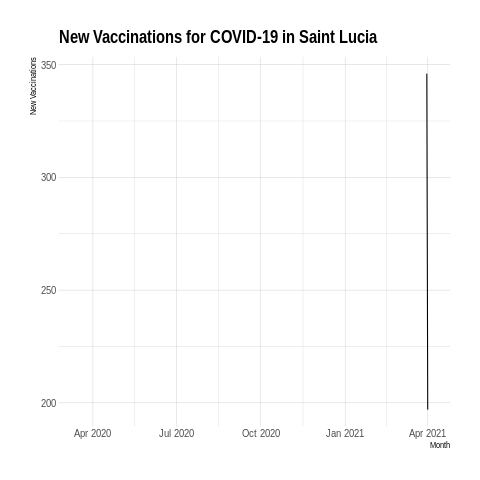 New Vaccinations for COVID-19 in Saint Lucia
New Vaccinations
350
300
250
200
Apr 2020 Jul 2020 Oct 2020 Jan 2021 Apr 2021
Month